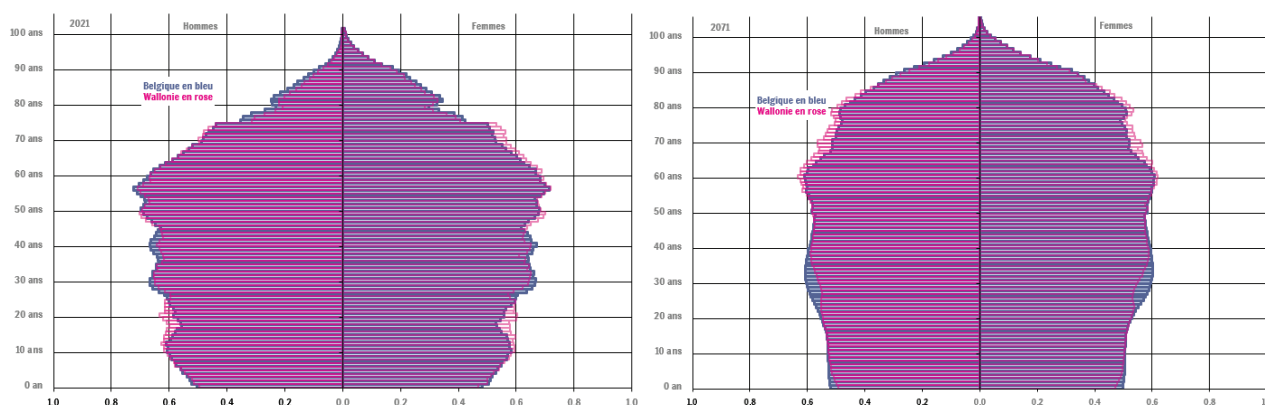 2021
Hommes
Femmes
100 ans
90 ans
Belgique en bleu
Wallonie en rose
80 ans
70 ans
60 ans
50 ans
40 ans
30 ans
20 ans
10 ans
0 an
1.0 0.8 0.6 0.4 0.2 0.0 0.2 0.4 0.6 0.8 1.0
2071
Hommes
Femmes
100 ans
90 ans
Belgique en bleu
Wallonie en rose
80 ans
70 ans
60 ans
50 ans
40 ans
30 ans
20 ans
10 ans
0 an
1.0 0.8 0.6 0.4 0.2 0.0 0.2 0.4 0.6 0.8